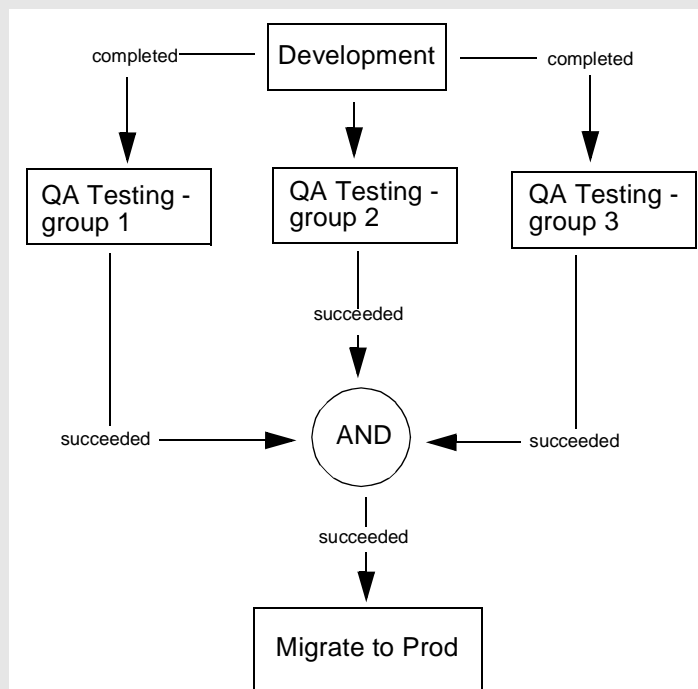 Development
completed
completed
QA Testing -
group 1
QA Testing -
group 2
QA Testing -
group 3
succeeded
AND
succeeded
succeeded
succeeded
Migrate to Prod